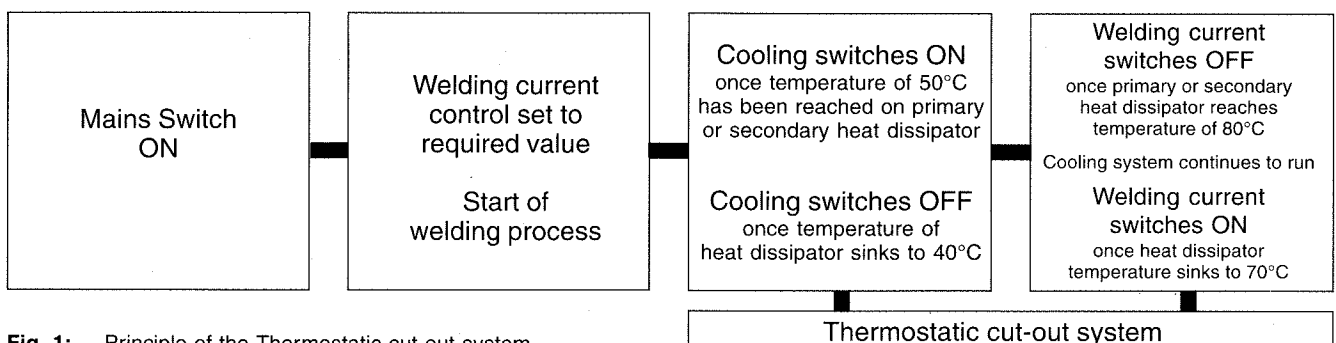 Mains Switch
ON
Welding current
control set to
required value
Start of
welding process
Cooling switches ON
once temperature of 50°C
has been reached on primary
or secondary heat dissipator
Cooling switches OFF
once temperature of
heat dissipator sinks to 40°C
Welding current
switches OFF
once primary or secondary
heat dissipator reaches
temperature of 80°C
Cooling system continues to run
Welding current
switches ON
once heat dissipator
temperature sinks to 70°C
Thermostatic cut-out system
Fig. 1: Principle of the Thermostatic cut-out system